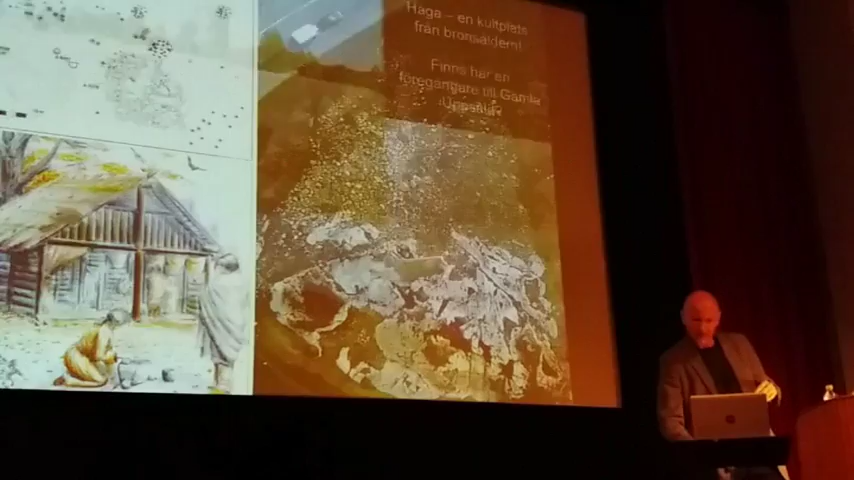 Haga – en kultplats
från bronsåldern!
Finns här en
föregångare till Gamla
Uppsala?